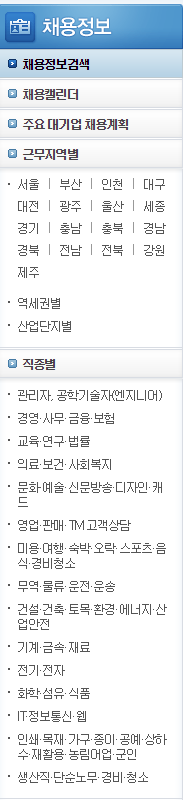 채용정보
채용정보검색
채용캘린더
주요 대기업 채용계획
근무지역별
서울 | 부산 | 인천 | 대구
대전 | 광주 | 울산 | 세종
경기 | 충남 | 충북 | 경남
경북 | 전남 | 전북 | 강원
제주
역세권별
산업단지별
직종별
관리자, 공학기술자(엔지니어)
경영·사무·금융·보험
교육·연구·법률
의료·보건·사회복지
문화·예술·신문방송·디자인·캐
드
영업·판매·TM고객상담
미용·여행·숙박·오락·스포츠·음
식·경비청소
무역·물류·운전·운송
건설·건축·토목·환경·에너지·산
업안전
기계·금속·재료
전기·전자
화학·섬유·식품
IT·정보통신·웹
인쇄·목재·가구·종이·공예·상하
수·재활용·농림어업·군인
생산직·단순노무·경비·청소